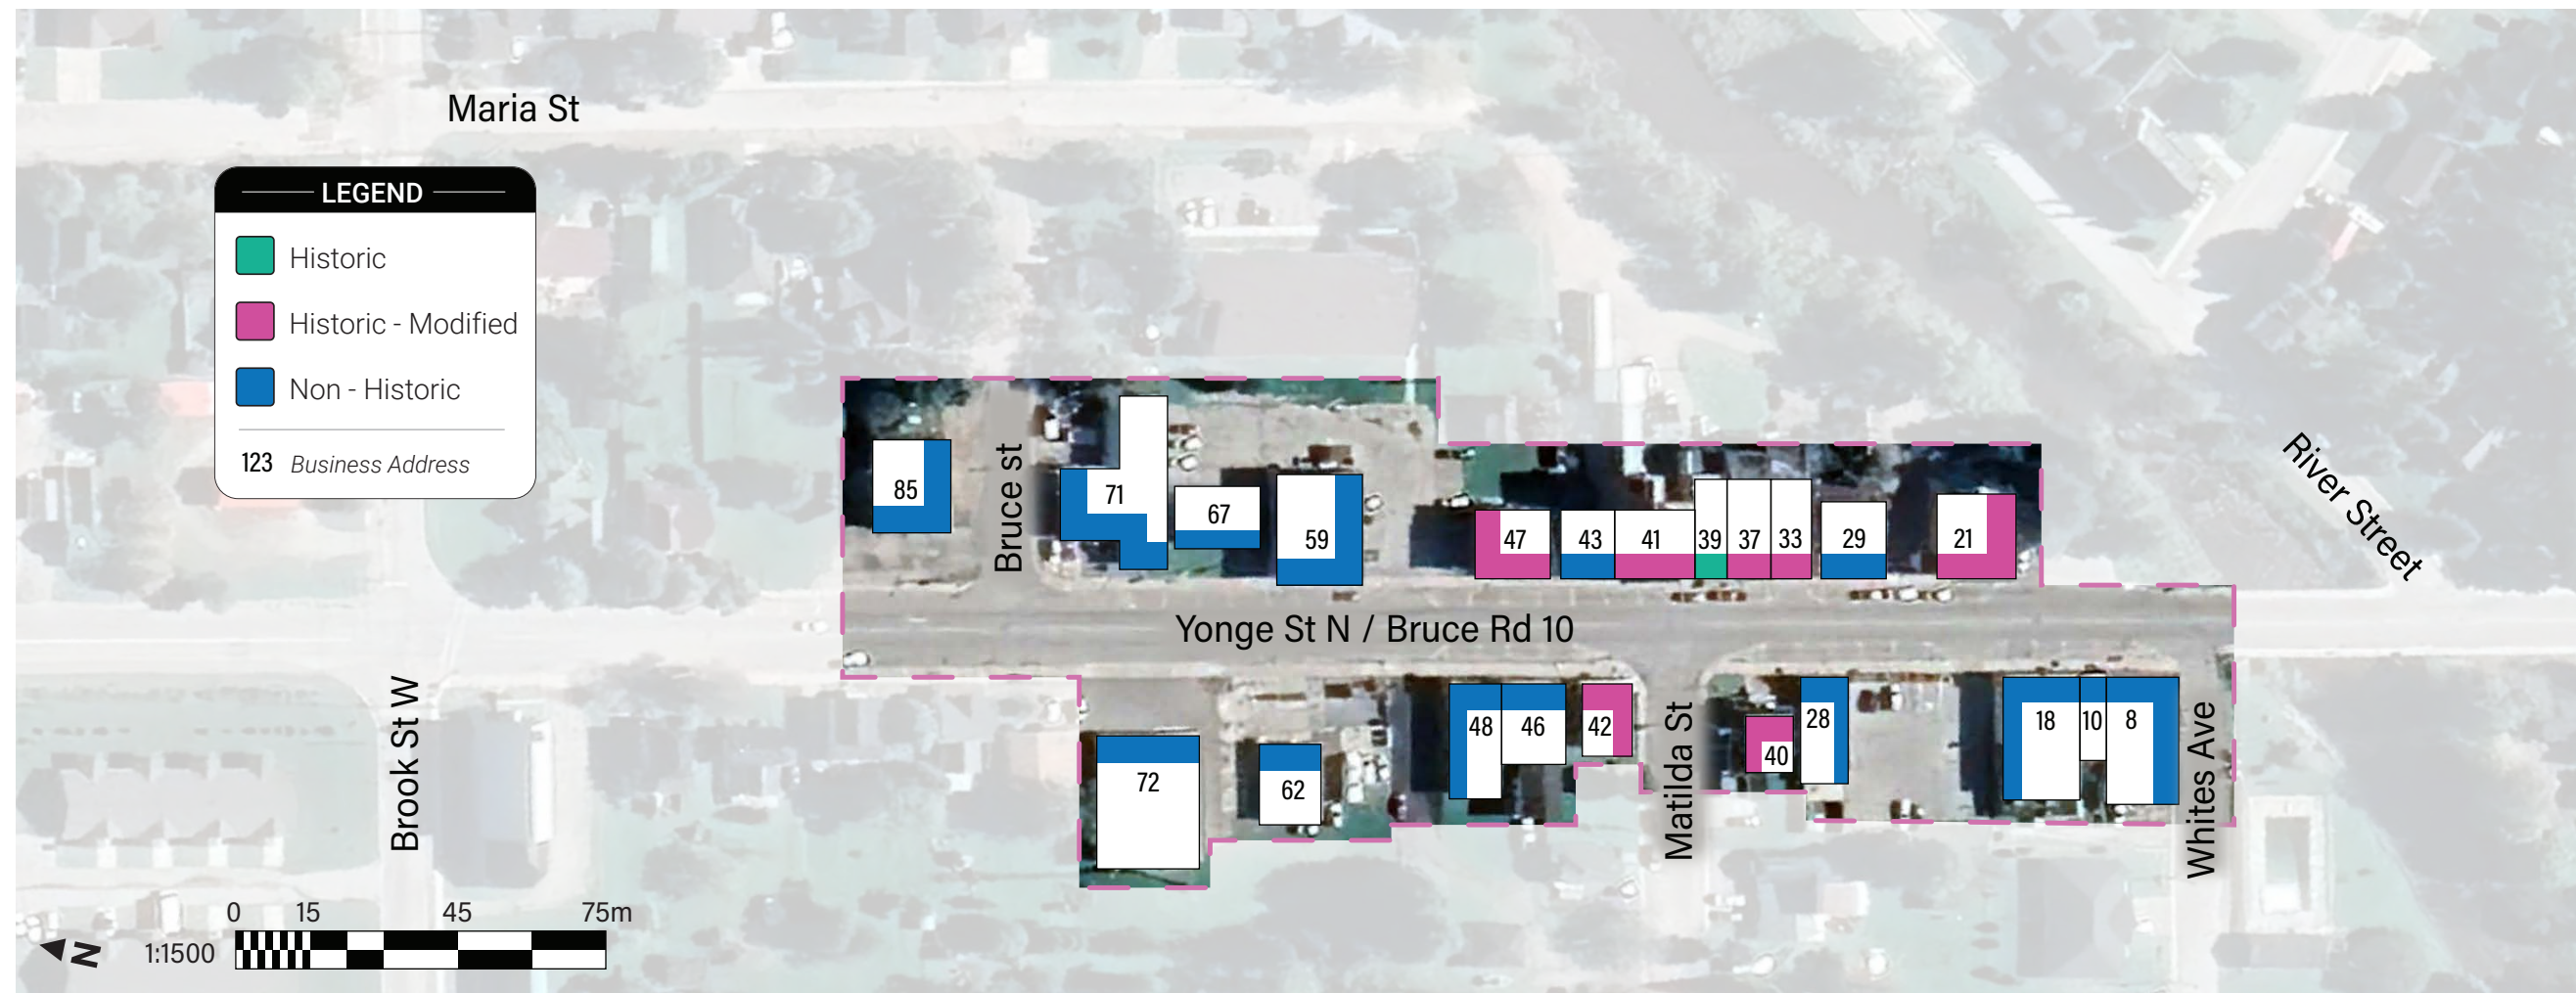 Maria St
LEGEND
Historic
Historic - Modified
Non - Historic
123 Business Address
River Street
Bruce st
85
71
67
59
47
43
41
39
37
33
29
21
Yonge St N / Bruce Rd 10
Brook St W
72
62
48
46
42
Matilda St
40
28
18
10
8
Whites Ave
0 15 45 75m
N
1:1500